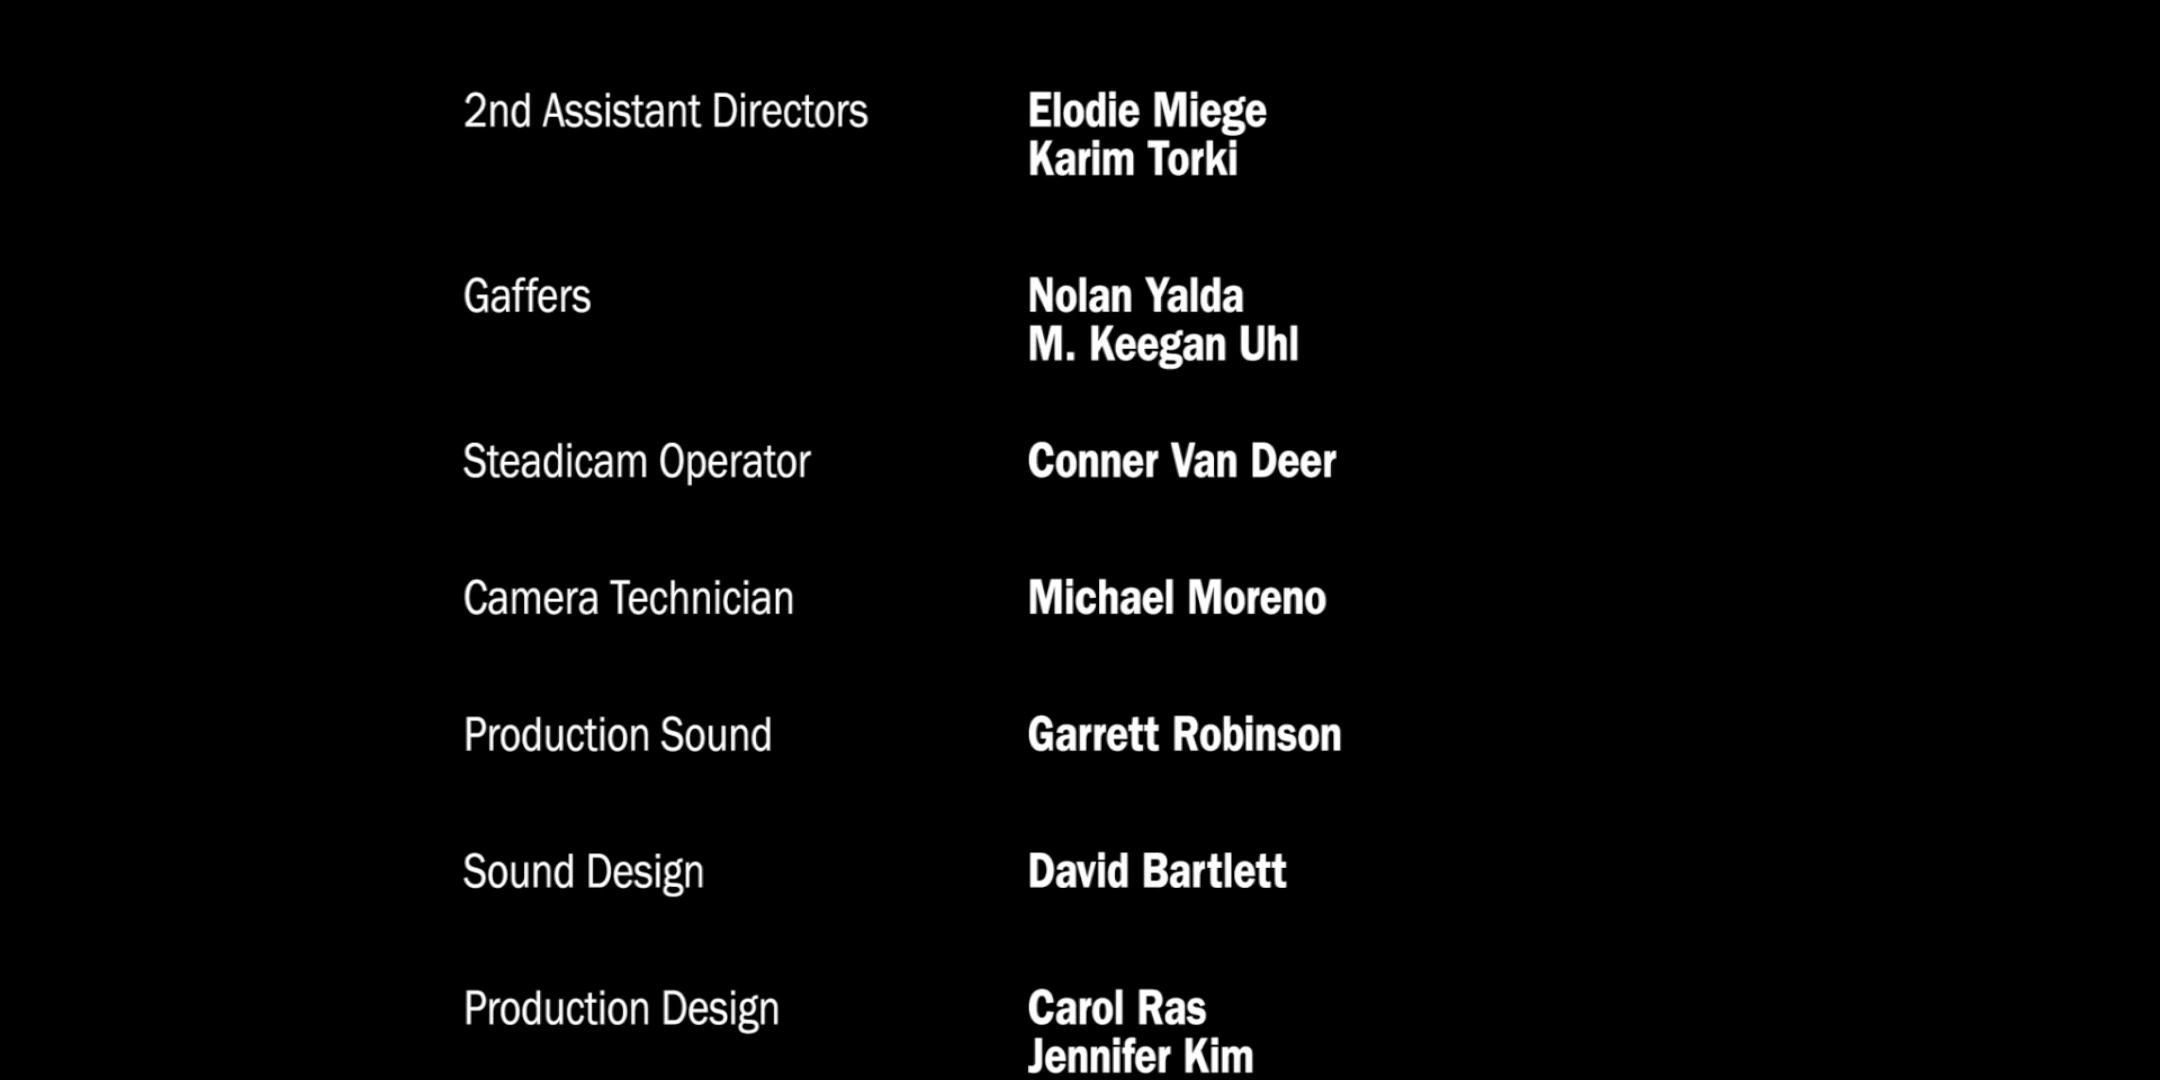 2nd Assistant Directors Elodie Miege
Karim Torki
Gaffers Nolan Yalda
M. Keegan Uhl
Steadicam Operator Conner Van Deer
Camera Technician Michael Moreno
Production Sound Garrett Robinson
Sound Design David Bartlett
Production Design Carol Ras
Jennifer Kim